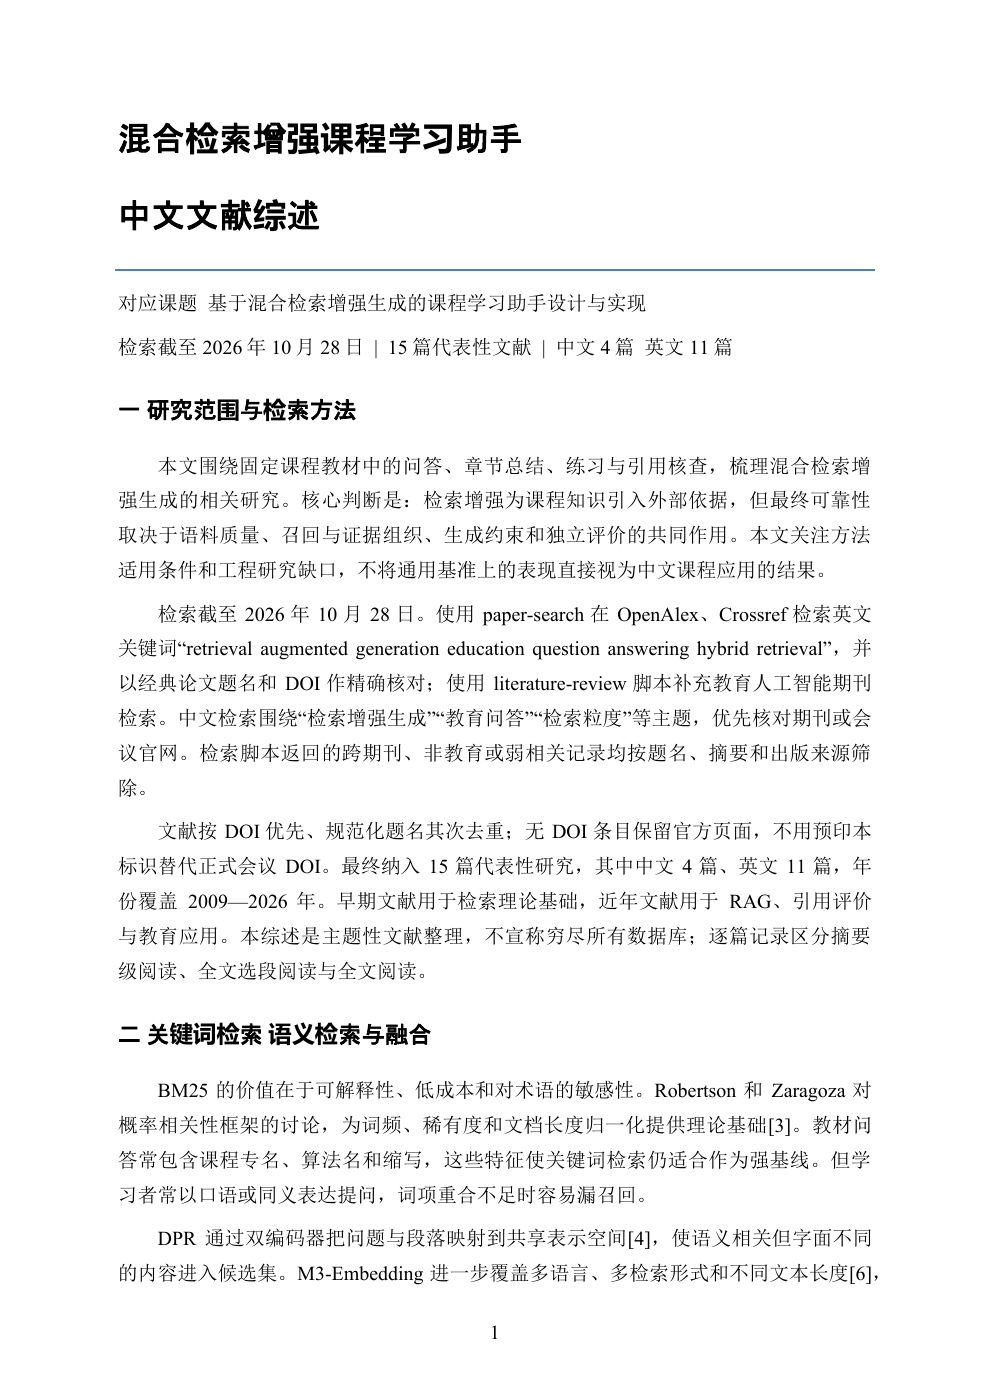 混合检索增强课程学习助手
中文文献综述
对应课题 基于混合检索增强生成的课程学习助手设计与实现
检索截至 2026 年 10 月 28 日 | 15 篇代表性文献 | 中文 4 篇 英文 11 篇
一 研究范围与检索方法
本文围绕固定课程教材中的问答、章节总结、练习与引用核查，梳理混合检索增
强生成的相关研究。核心判断是：检索增强为课程知识引入外部依据，但最终可靠性
取决于语料质量、召回与证据组织、生成约束和独立评价的共同作用。本文关注方法
适用条件和工程研究缺口，不将通用基准上的表现直接视为中文课程应用的结果。
检索截至 2026 年 10 月 28 日。使用 paper-search 在 OpenAlex、Crossref 检索英文
关键词“retrieval augmented generation education question answering hybrid retrieval”，并
以经典论文题名和 DOI 作精确核对；使用 literature-review 脚本补充教育人工智能期刊
检索。中文检索围绕“检索增强生成”“教育问答”“检索粒度”等主题，优先核对期刊或会
议官网。检索脚本返回的跨期刊、非教育或弱相关记录均按题名、摘要和出版来源筛
除。
文献按 DOI 优先、规范化题名其次去重；无 DOI 条目保留官方页面，不用预印本
标识替代正式会议 DOI。最终纳入 15 篇代表性研究，其中中文 4 篇、英文 11 篇，年
份覆盖 2009—2026 年。早期文献用于检索理论基础，近年文献用于 RAG、引用评价
与教育应用。本综述是主题性文献整理，不宣称穷尽所有数据库；逐篇记录区分摘要
级阅读、全文选段阅读与全文阅读。
二 关键词检索 语义检索与融合
BM25 的价值在于可解释性、低成本和对术语的敏感性。Robertson 和 Zaragoza 对
概率相关性框架的讨论，为词频、稀有度和文档长度归一化提供理论基础[3]。教材问
答常包含课程专名、算法名和缩写，这些特征使关键词检索仍适合作为强基线。但学
习者常以口语或同义表达提问，词项重合不足时容易漏召回。
DPR 通过双编码器把问题与段落映射到共享表示空间[4]，使语义相关但字面不同
的内容进入候选集。M3-Embedding 进一步覆盖多语言、多检索形式和不同文本长度[6]，
1